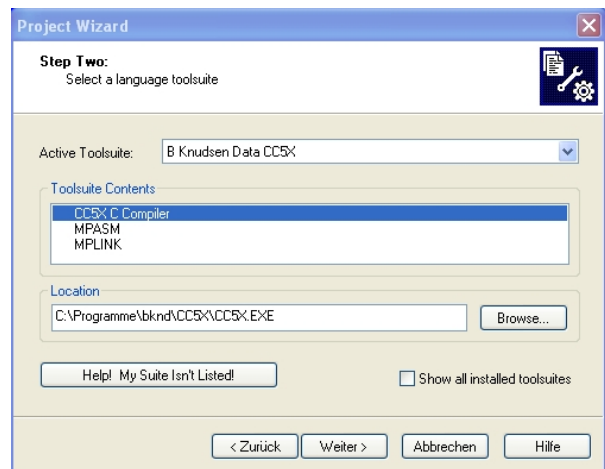 Project Wizard
Step Two:
Select a language toolsuite
Active Toolsuite: B Knudsen Data CC5X
Toolsuite Contents
CC5X C Compiler
MPASM
MPLINK
Location
C:\Programme\bknd\CC5X\CC5X.EXE Browse...
Help! My Suite Isn't Listed! Show all installed toolsuites
< Zurück Weiter > Abbrechen Hilfe